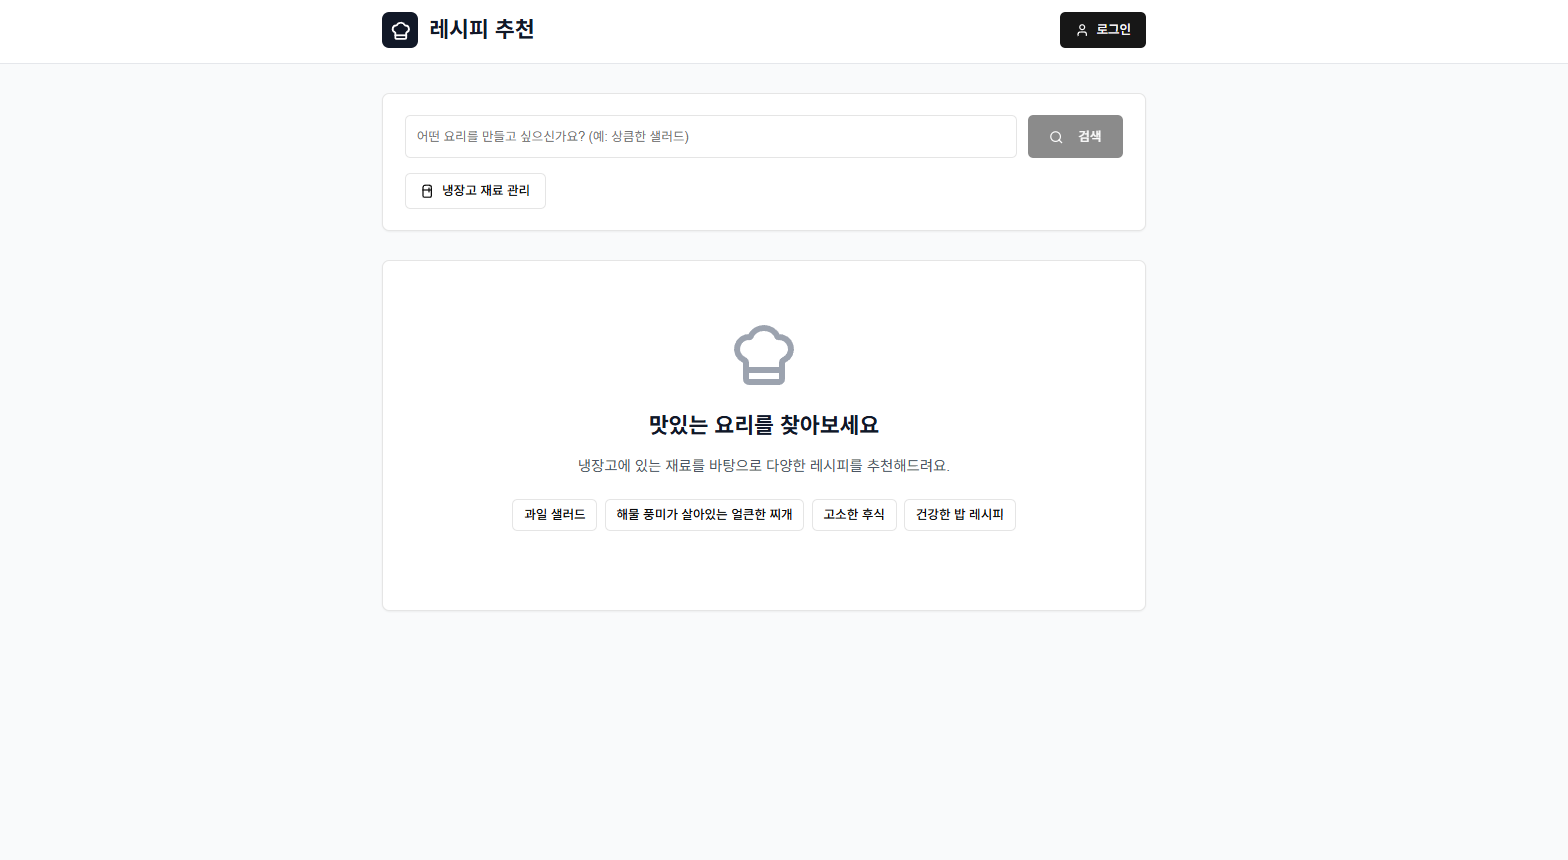 레시피 추천
로그인
어떤 요리를 만들고 싶으신가요? (예: 상큼한 샐러드)
검색
냉장고 재료 관리
맛있는 요리를 찾아보세요
냉장고에 있는 재료를 바탕으로 다양한 레시피를 추천해드려요.
과일 샐러드
해물 풍미가 살아있는 얼큰한 찌개
고소한 후식
건강한 밥 레시피